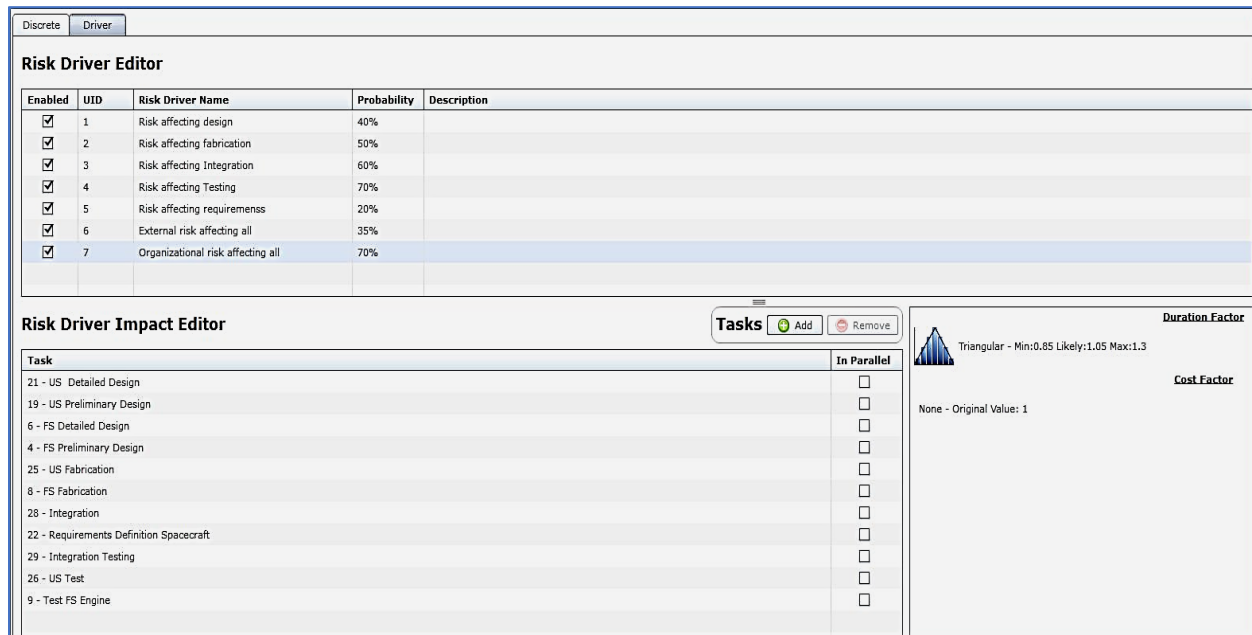 Discrete Driver
Risk Driver Editor
Enabled UID Risk Driver Name Probability Description
1 Risk affecting design 40%
2 Risk affecting fabrication 50%
3 Risk affecting Integration 60%
4 Risk affecting Testing 70%
5 Risk affecting requiremenss 20%
6 External risk affecting all 35%
7 Organizational risk affecting all 70%
Risk Driver Impact Editor Tasks Add Remove
Task In Parallel
21 - US Detailed Design
19 - US Preliminary Design
6 - FS Detailed Design
4 - FS Preliminary Design
25 - US Fabrication
8 - FS Fabrication
28 - Integration
22 - Requirements Definition Spacecraft
29 - Integration Testing
26 - US Test
9 - Test FS Engine
Duration Factor
Triangular - Min:0.85 Likely:1.05 Max:1.3
Cost Factor
None - Original Value: 1